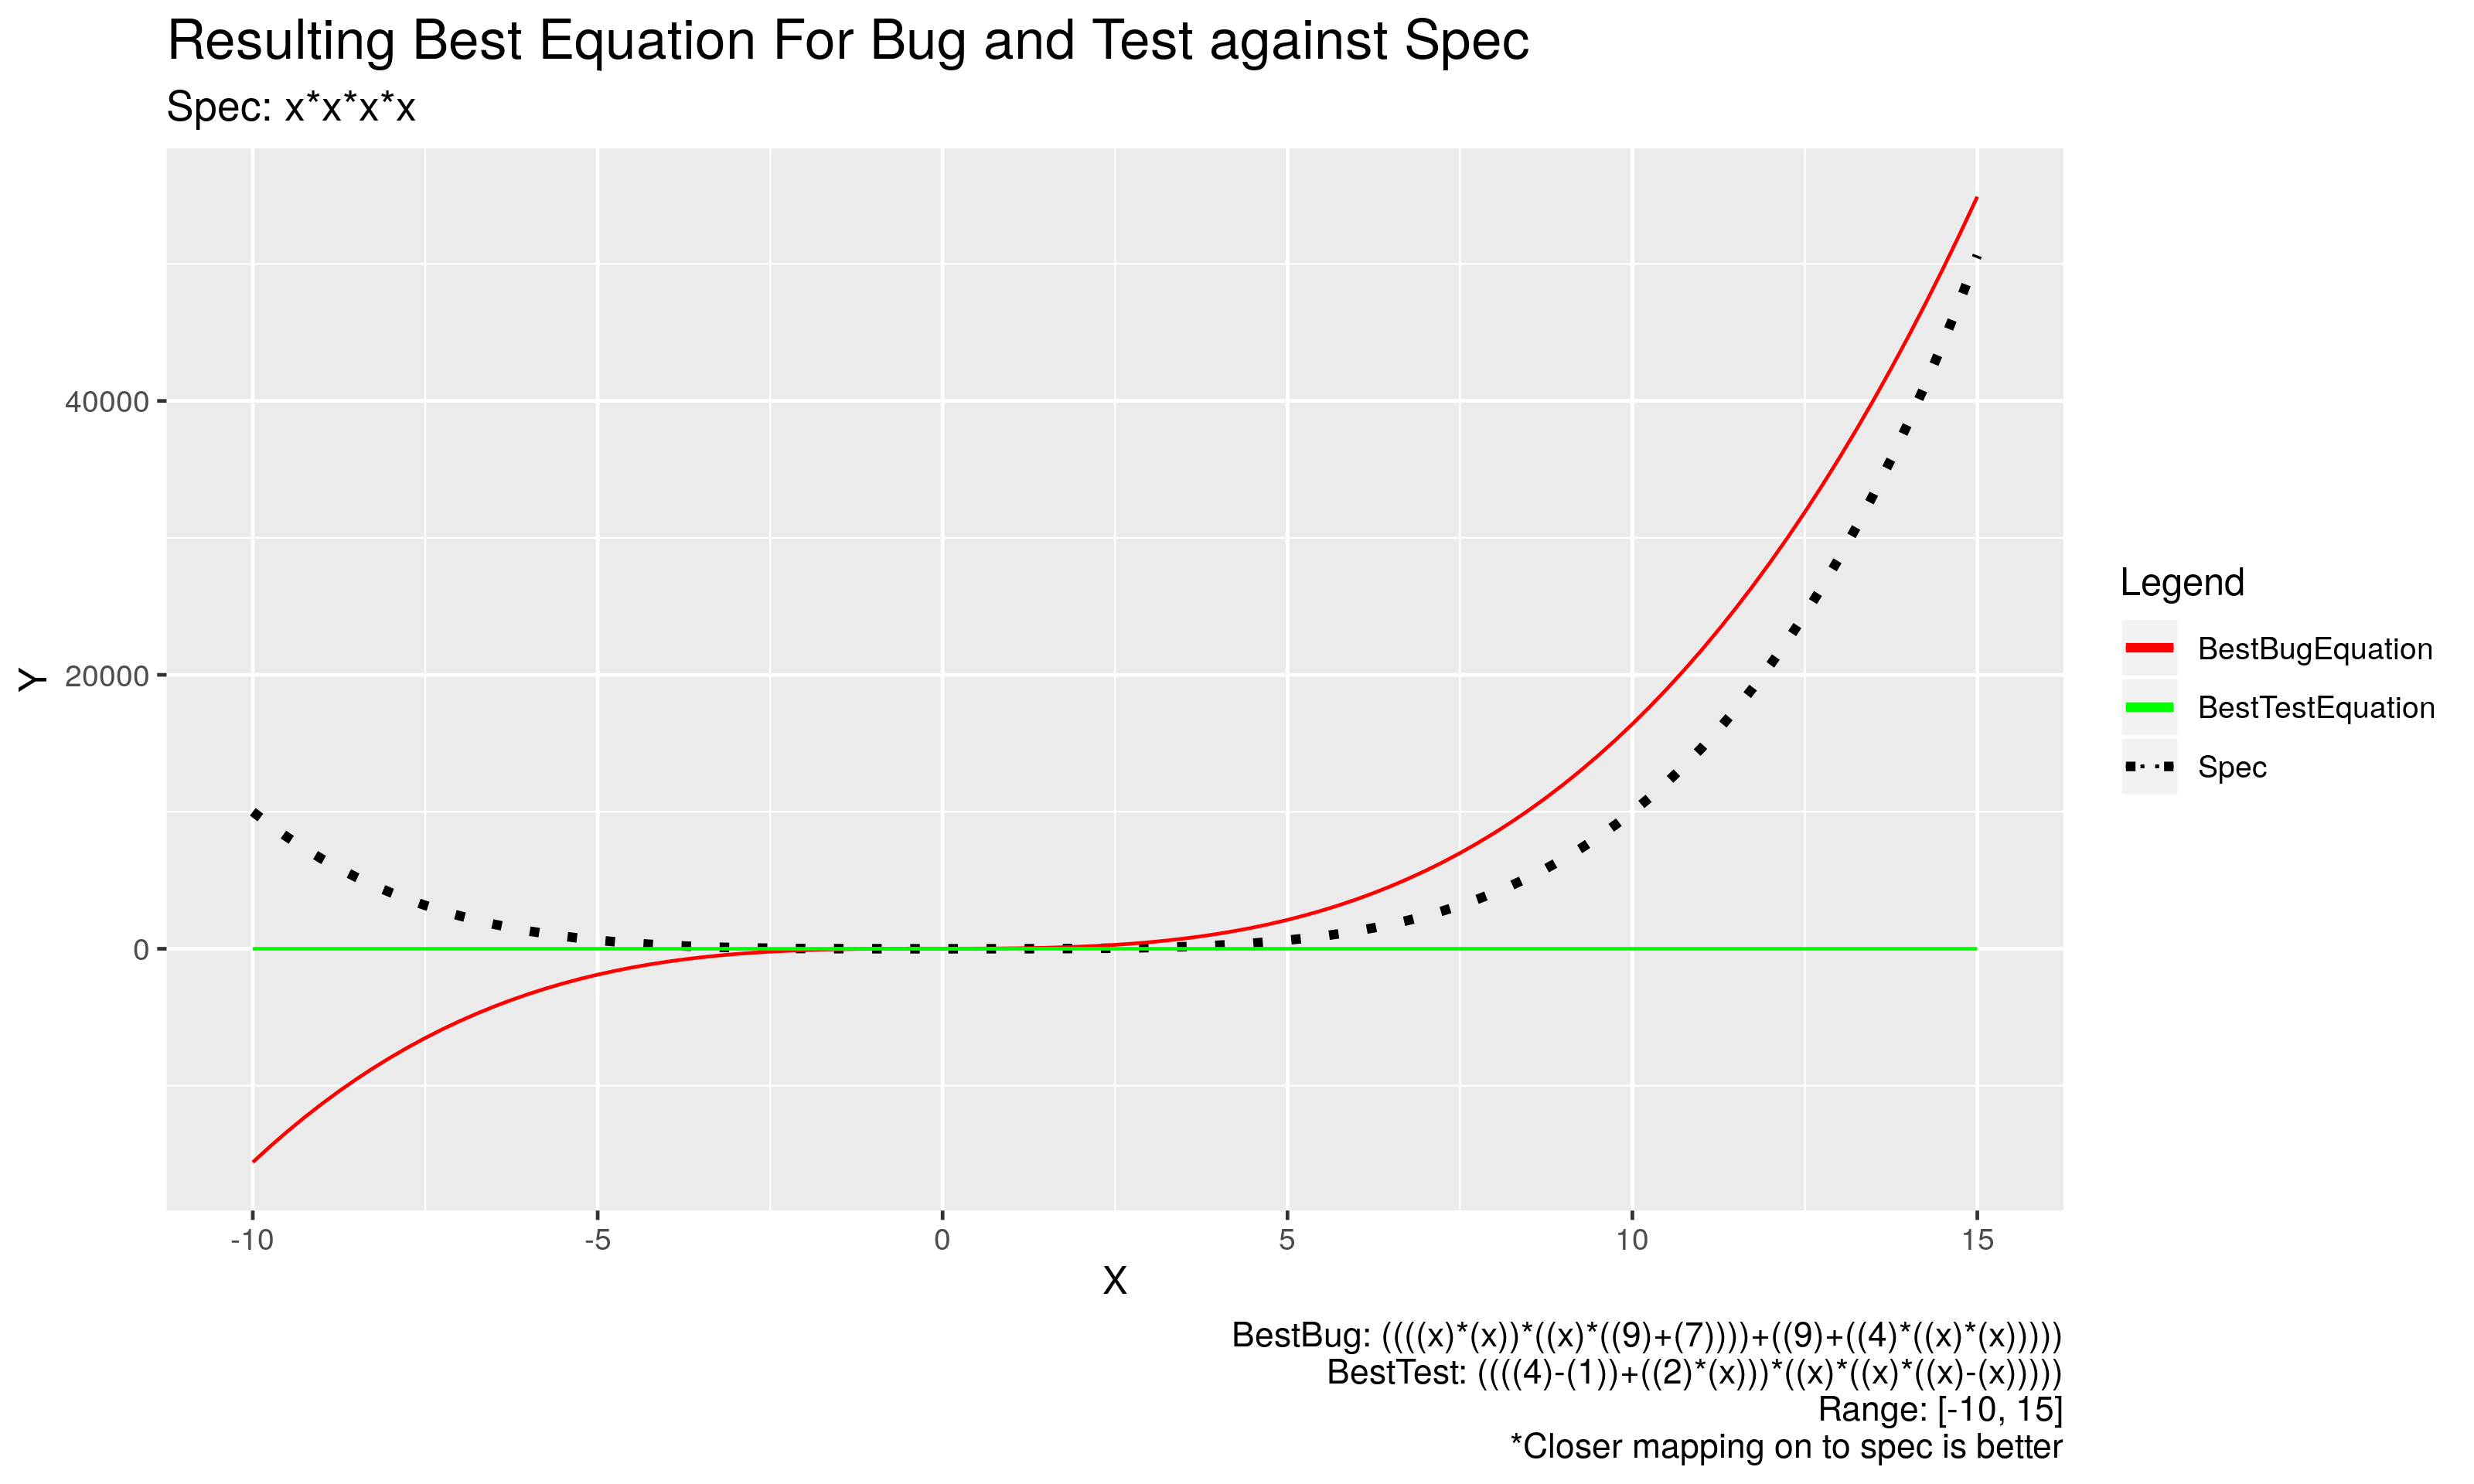 Resulting Best Equation For Bug and Test against Spec
Spec: x*x*x*x
Y
40000
20000
0
-10
-5
0
5
10
15
X
Legend
BestBugEquation
BestTestEquation
Spec
BestBug: ((((x)*(x))*((x)*((9)+(7))))+((9)+((4)*((x)*(x)))))
BestTest: ((((4)-(1))+((2)*(x)))*((x)*((x)*((x)-(x)))))
Range: [-10, 15]
*Closer mapping on to spec is better